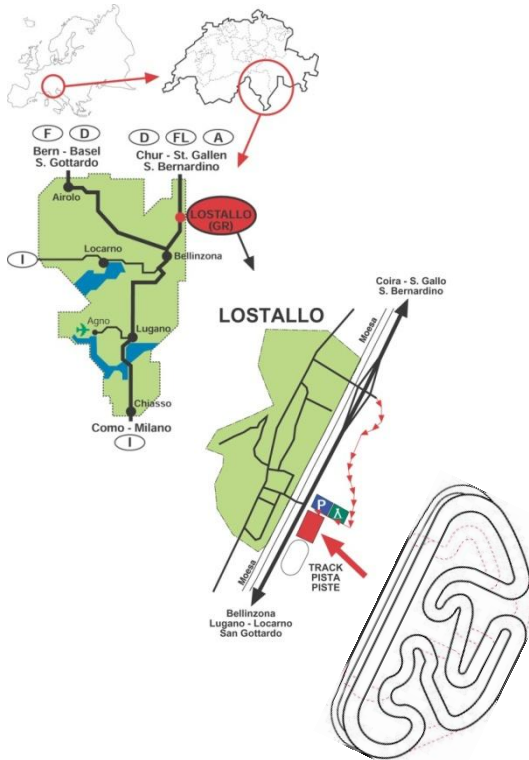 F D
D FL A
Bern - Basel
S. Gottardo
Chur - St. Gallen
S. Bernardino
Airolo
LOSTALLO
(GR)
Locarno
I
Bellinzona
Agno
Lugano
Chiasso
Como - Milano
I
LOSTALLO
Coira - S. Gallo
S. Bernardino
Moesa
P
TRACK
PISTA
PISTE
Moesa
Bellinzona
Lugano - Locarno
San Gottardo